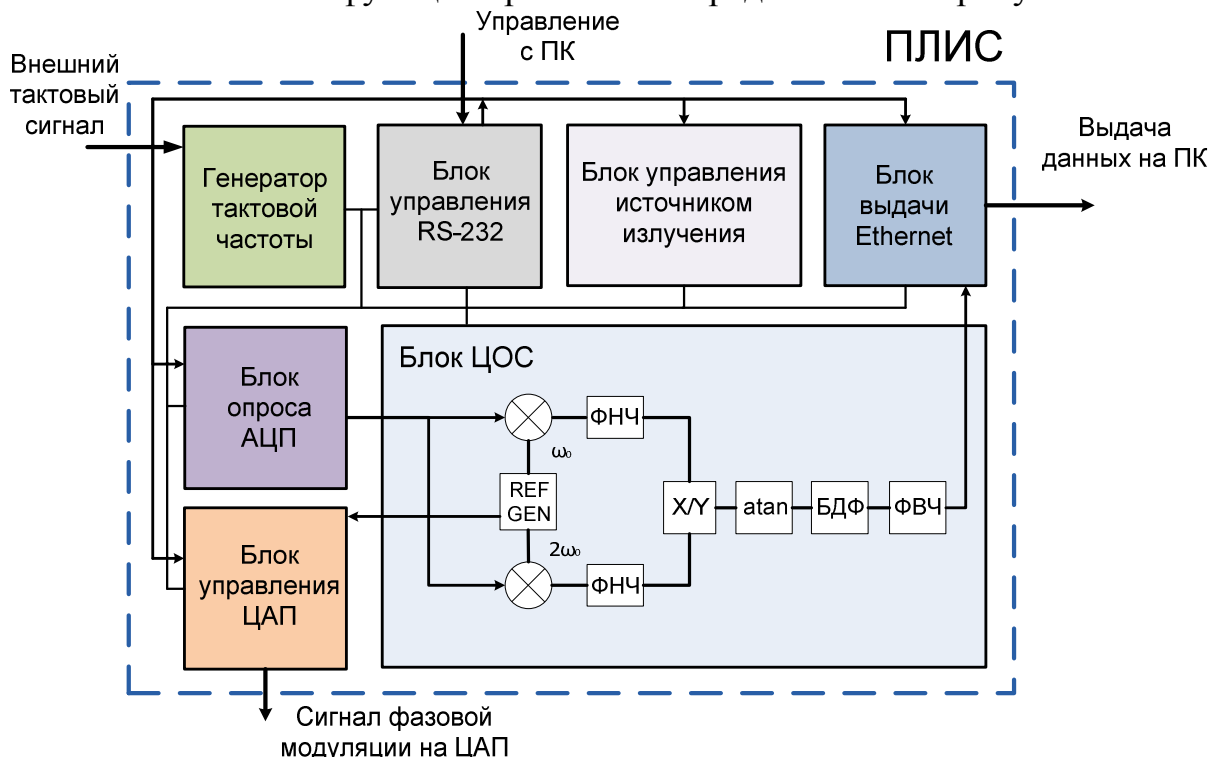 Управление
с ПК
ПЛИС
Внешний
тактовый
сигнал
Генератор
тактовой
частоты
Блок
управления
RS-232
Блок управления
источником
излучения
Блок
выдачи
Ethernet
Выдача
данных на ПК
Блок
опроса
АЦП
Блок ЦОС
ФНЧ
ω₀
REF
GEN
X/Y
atan
БДФ
ФВЧ
2ω₀
ФНЧ
Блок
управления
ЦАП
Сигнал фазовой
модуляции на ЦАП